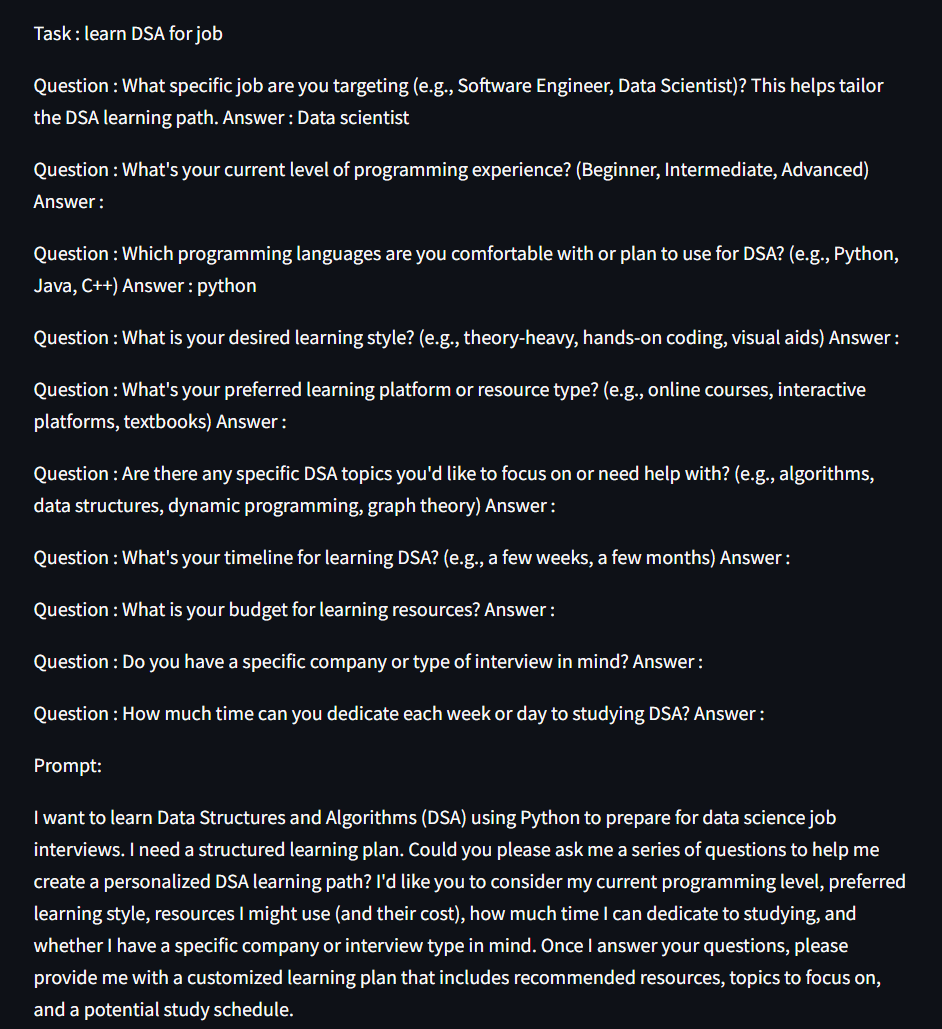 Task : learn DSA for job
Question : What specific job are you targeting (e.g., Software Engineer, Data Scientist)? This helps tailor
the DSA learning path. Answer : Data scientist
Question : What's your current level of programming experience? (Beginner, Intermediate, Advanced)
Answer :
Question : Which programming languages are you comfortable with or plan to use for DSA? (e.g., Python,
Java, C++) Answer : python
Question : What is your desired learning style? (e.g., theory-heavy, hands-on coding, visual aids) Answer :
Question : What's your preferred learning platform or resource type? (e.g., online courses, interactive
platforms, textbooks) Answer :
Question : Are there any specific DSA topics you'd like to focus on or need help with? (e.g., algorithms,
data structures, dynamic programming, graph theory) Answer :
Question : What's your timeline for learning DSA? (e.g., a few weeks, a few months) Answer :
Question : What is your budget for learning resources? Answer :
Question : Do you have a specific company or type of interview in mind? Answer :
Question : How much time can you dedicate each week or day to studying DSA? Answer :
Prompt:
I want to learn Data Structures and Algorithms (DSA) using Python to prepare for data science job
interviews. I need a structured learning plan. Could you please ask me a series of questions to help me
create a personalized DSA learning path? I'd like you to consider my current programming level, preferred
learning style, resources I might use (and their cost), how much time I can dedicate to studying, and
whether I have a specific company or interview type in mind. Once I answer your questions, please
provide me with a customized learning plan that includes recommended resources, topics to focus on,
and a potential study schedule.